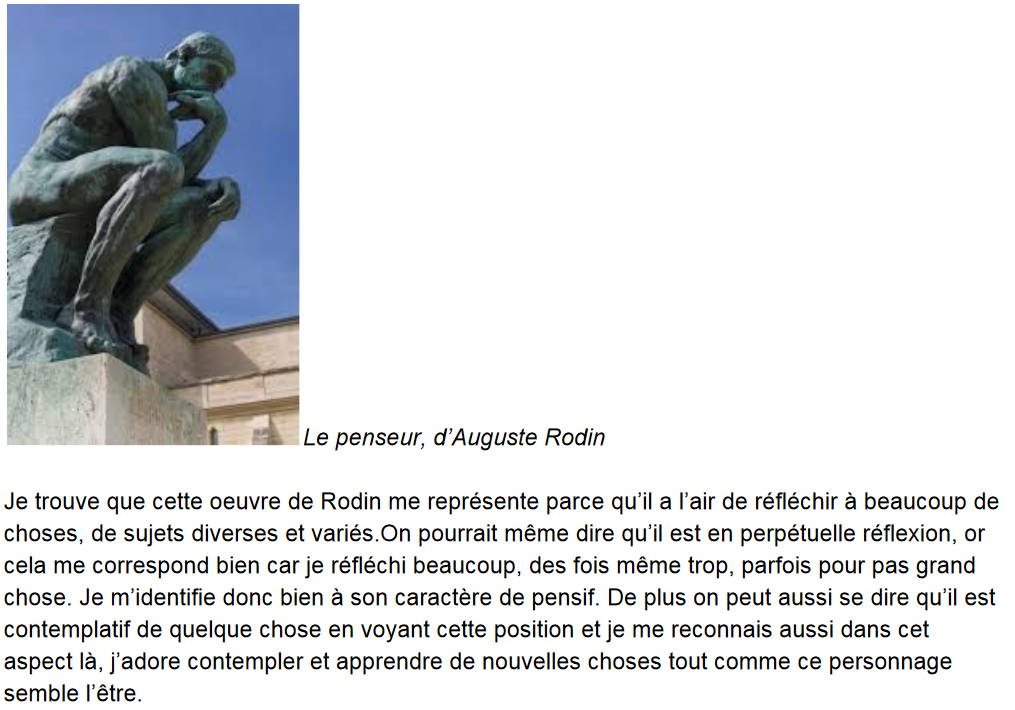 Le penseur, d’Auguste Rodin
Je trouve que cette oeuvre de Rodin me représente parce qu’il a l’air de réfléchir à beaucoup de
choses, de sujets diverses et variés.On pourrait même dire qu’il est en perpétuelle réflexion, or
cela me correspond bien car je réfléchi beaucoup, des fois même trop, parfois pour pas grand
chose. Je m’identifie donc bien à son caractère de pensif. De plus on peut aussi se dire qu’il est
contemplatif de quelque chose en voyant cette position et je me reconnais aussi dans cet
aspect là, j’adore contempler et apprendre de nouvelles choses tout comme ce personnage
semble l’être.